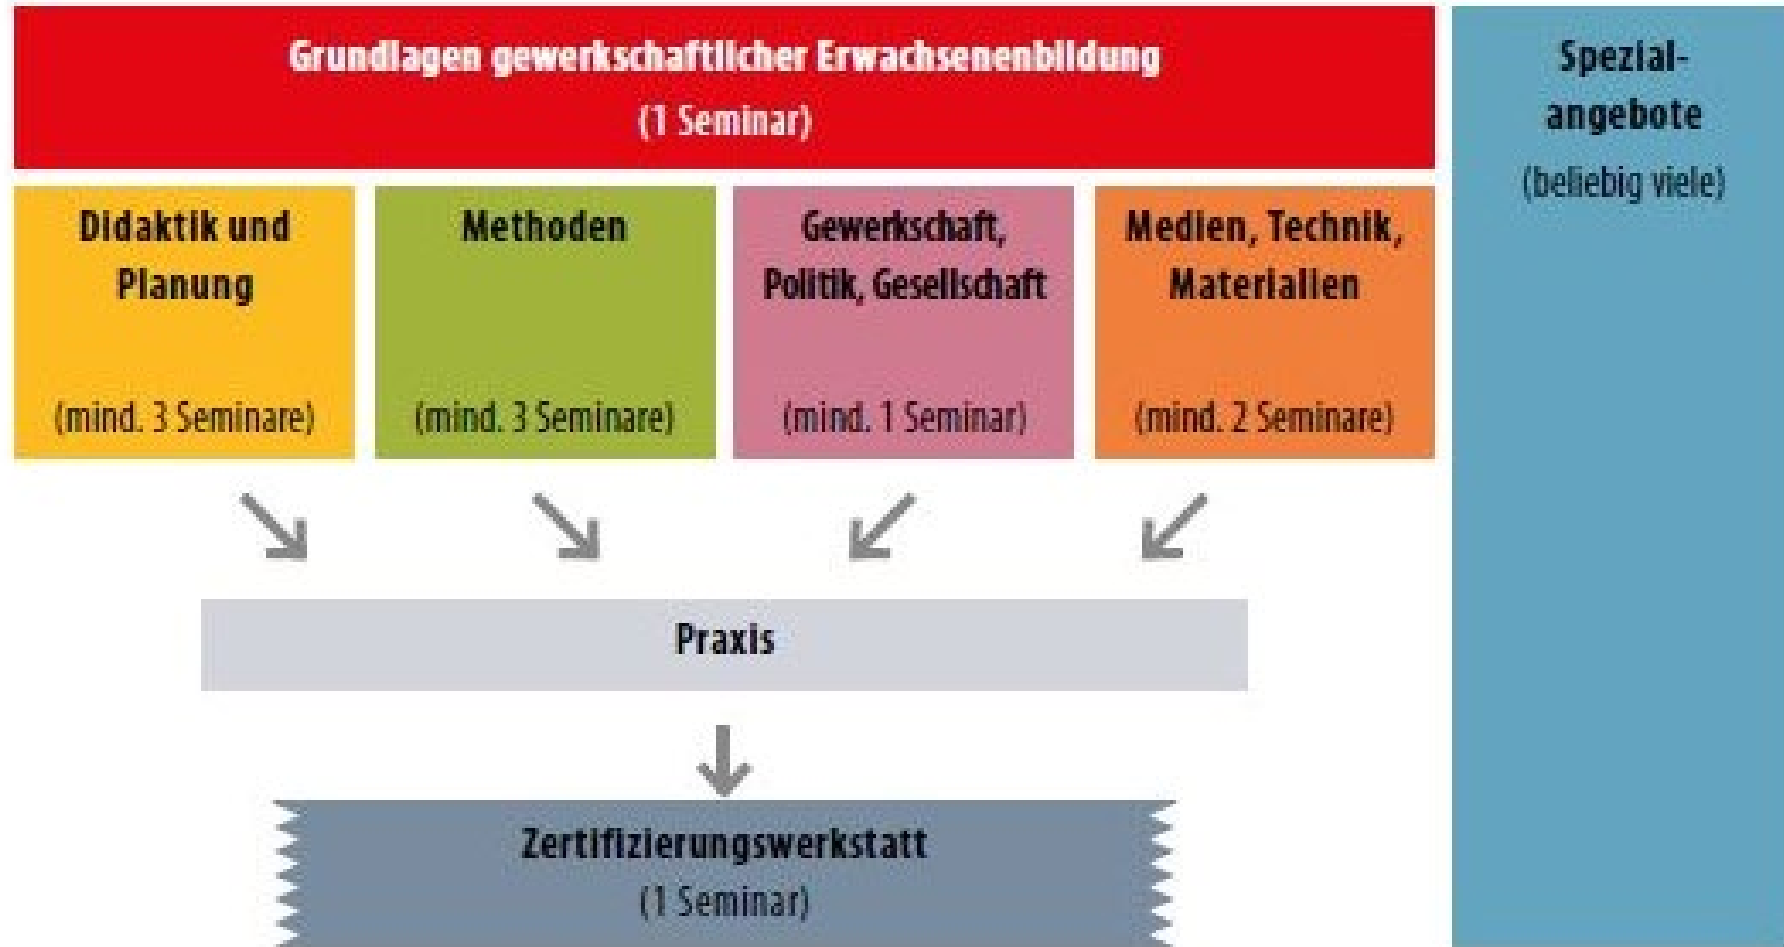 Grundlagen gewerkschaftlicher Erwachsenenbildung
(1 Seminar)
Spezial-
angebote
(beliebig viele)
Didaktik und
Planung
(mind. 3 Seminare)
Methoden
(mind. 3 Seminare)
Gewerkschaft,
Politik, Gesellschaft
(mind. 1 Seminar)
Medien, Technik,
Materialien
(mind. 2 Seminare)
Praxis
Zertifizierungswerkstatt
(1 Seminar)